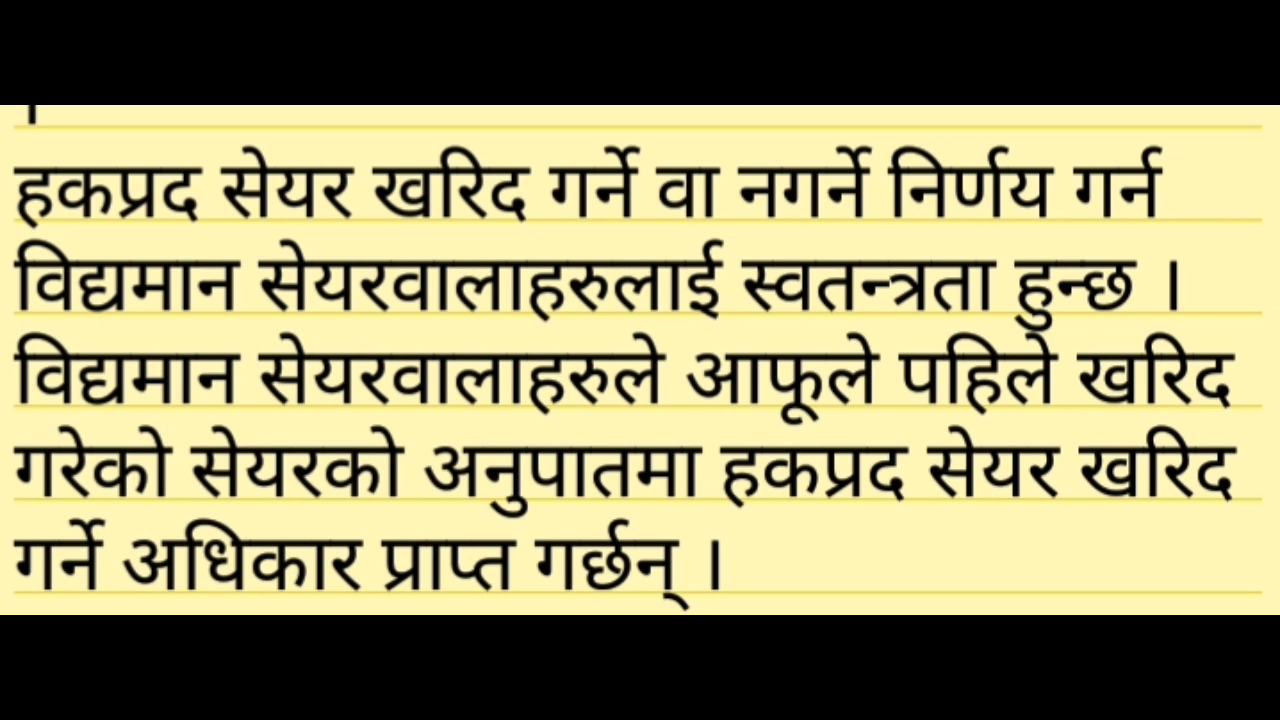 हकप्रद सेयर खरिद गर्ने वा नगर्ने निर्णय गर्न
विद्यमान सेयरवालाहरुलाई स्वतन्त्रता हुन्छ ।
विद्यमान सेयरवालाहरुले आफूले पहिले खरिद
गरेको सेयरको अनुपातमा हकप्रद सेयर खरिद
गर्ने अधिकार प्राप्त गर्छन् ।